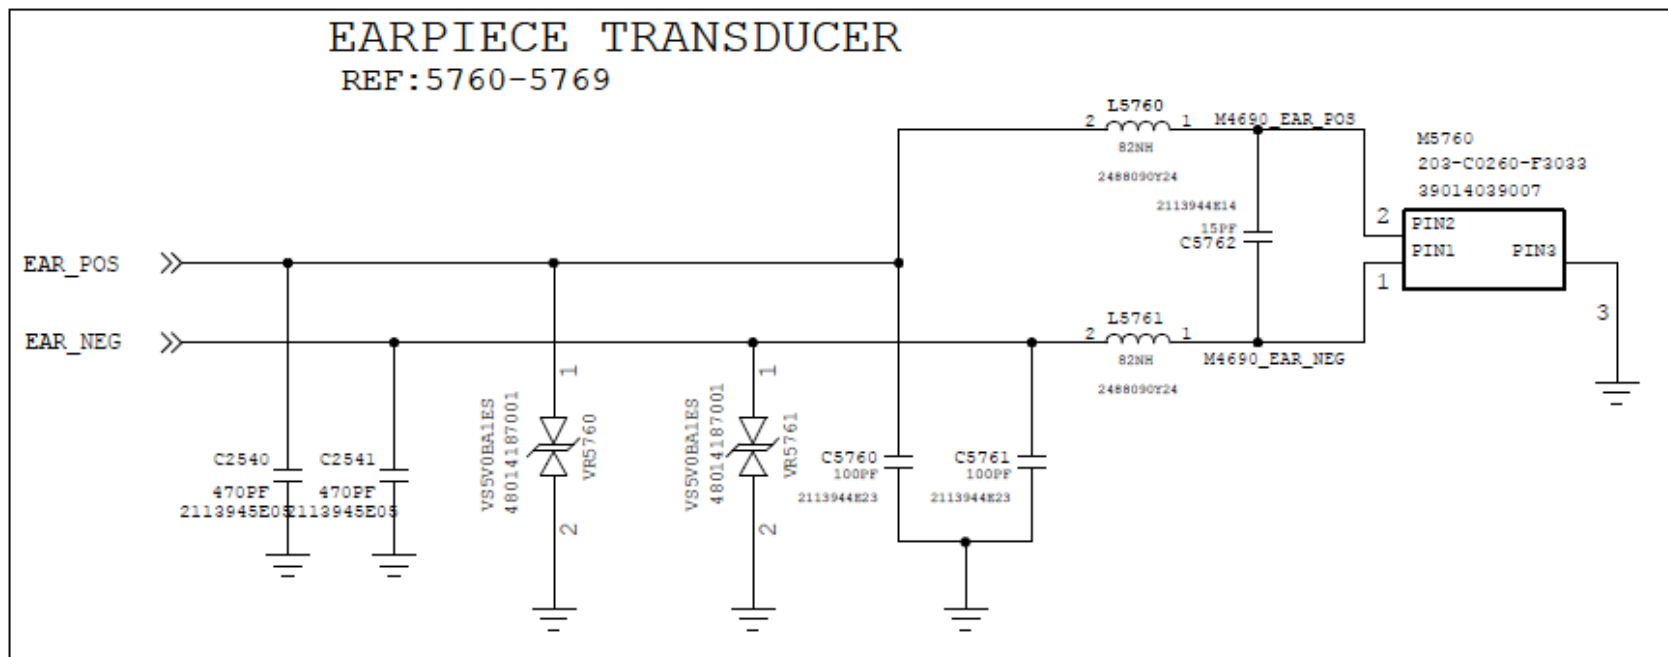 EARPIECE TRANSDUCER
REF:5760-5769
L5760
2
1
M4690_EAR_POS
82NH
2488090Y24
M5760
203-C0260-F3033
39014039007
2113944E14
15PF
C5762
2
PIN2
PIN1
PIN3
1
3
EAR_POS
EAR_NEG
L5761
2
1
M4690_EAR_NEG
82NH
2488090Y24
1
VS5V0BA1ES
48014187001
VR5760
2
1
VS5V0BA1ES
48014187001
VR5761
2
C2540
470PF
2113945E05
C2541
470PF
2113945E05
C5760
100PF
2113944E23
C5761
100PF
2113944E23